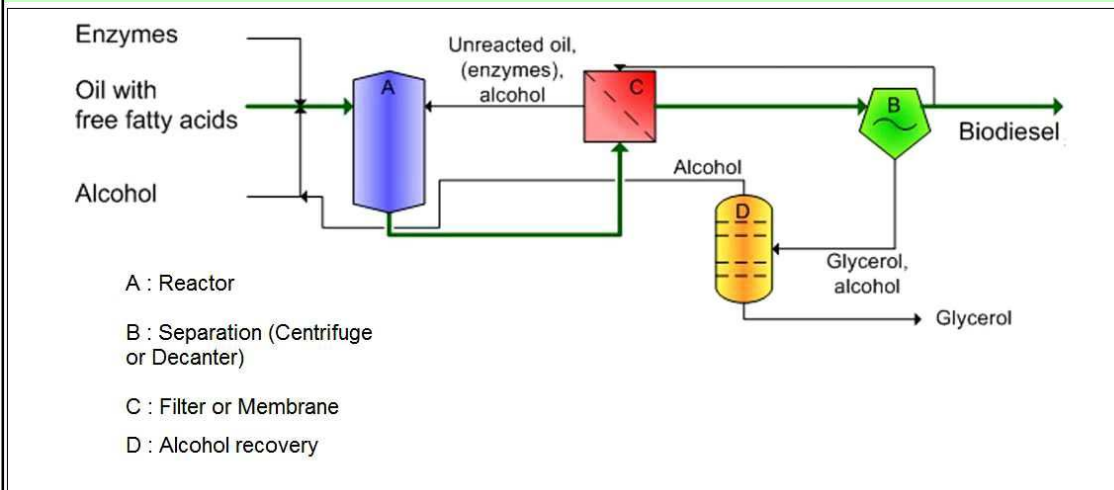 Enzymes
Oil with
free fatty acids
Alcohol
A
Unreacted oil,
(enzymes),
alcohol
C
B
Biodiesel
Alcohol
D
Glycerol,
alcohol
Glycerol
A : Reactor
B : Separation (Centrifuge
or Decanter)
C : Filter or Membrane
D : Alcohol recovery